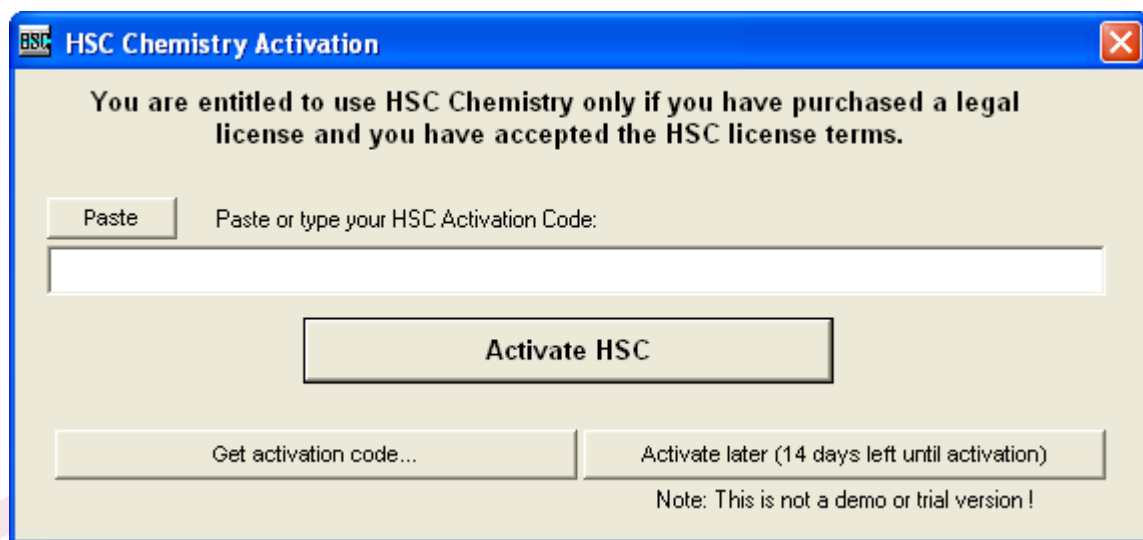 HSC Chemistry Activation
You are entitled to use HSC Chemistry only if you have purchased a legal
license and you have accepted the HSC license terms.
Paste
Paste or type your HSC Activation Code:
Activate HSC
Get activation code...
Activate later (14 days left until activation)
Note: This is not a demo or trial version !